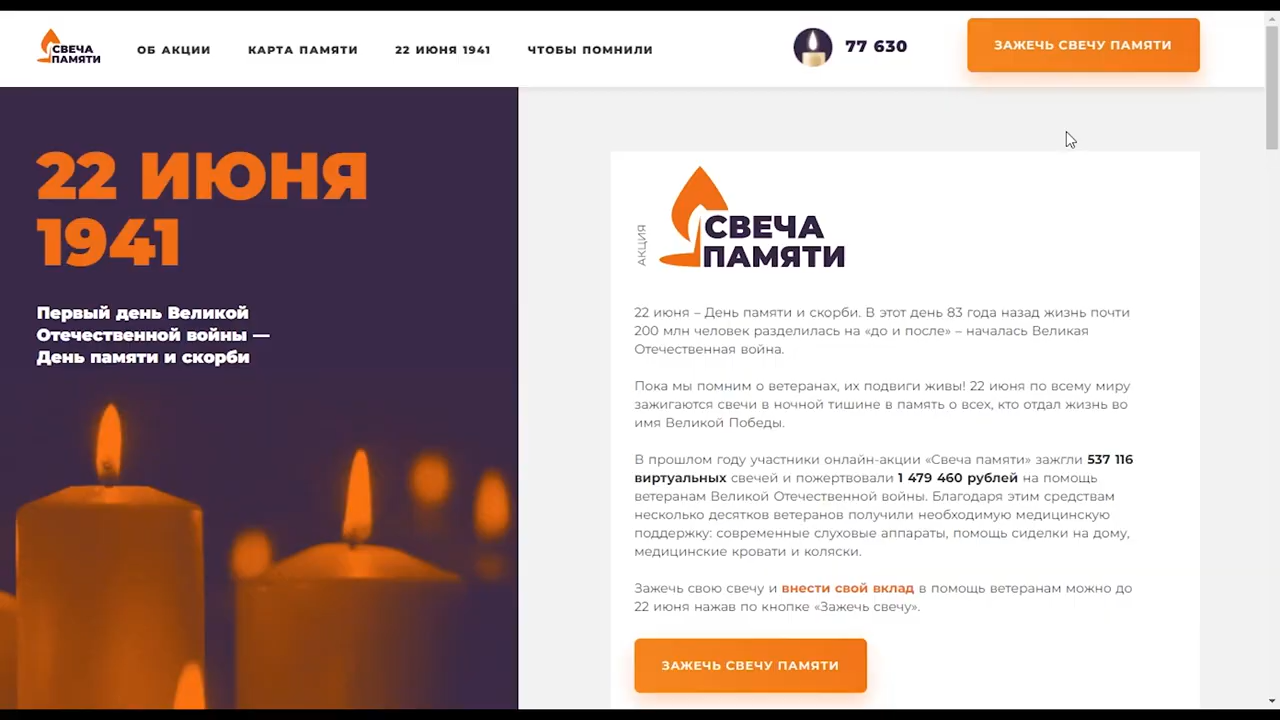 СВЕЧА
ПАМЯТИ
ОБ АКЦИИ
КАРТА ПАМЯТИ
22 ИЮНЯ 1941
ЧТОБЫ ПОМНИЛИ
77 630
ЗАЖЕЧЬ СВЕЧУ ПАМЯТИ
22 ИЮНЯ
1941
Первый день Великой
Отечественной войны —
День памяти и скорби
АКЦИЯ
СВЕЧА
ПАМЯТИ
22 июня – День памяти и скорби. В этот день 83 года назад жизнь почти
200 млн человек разделилась на «до и после» – началась Великая
Отечественная война.
Пока мы помним о ветеранах, их подвиги живы! 22 июня по всему миру
зажигаются свечи в ночной тишине в память о всех, кто отдал жизнь во
имя Великой Победы.
В прошлом году участники онлайн-акции «Свеча памяти» зажгли 537 116
виртуальных свечей и пожертвовали 1 479 460 рублей на помощь
ветеранам Великой Отечественной войны. Благодаря этим средствам
несколько десятков ветеранов получили необходимую медицинскую
поддержку: современные слуховые аппараты, помощь сиделки на дому,
медицинские кровати и коляски.
Зажечь свою свечу и внести свой вклад в помощь ветеранам можно до
22 июня нажав по кнопке «Зажечь свечу».
ЗАЖЕЧЬ СВЕЧУ ПАМЯТИ